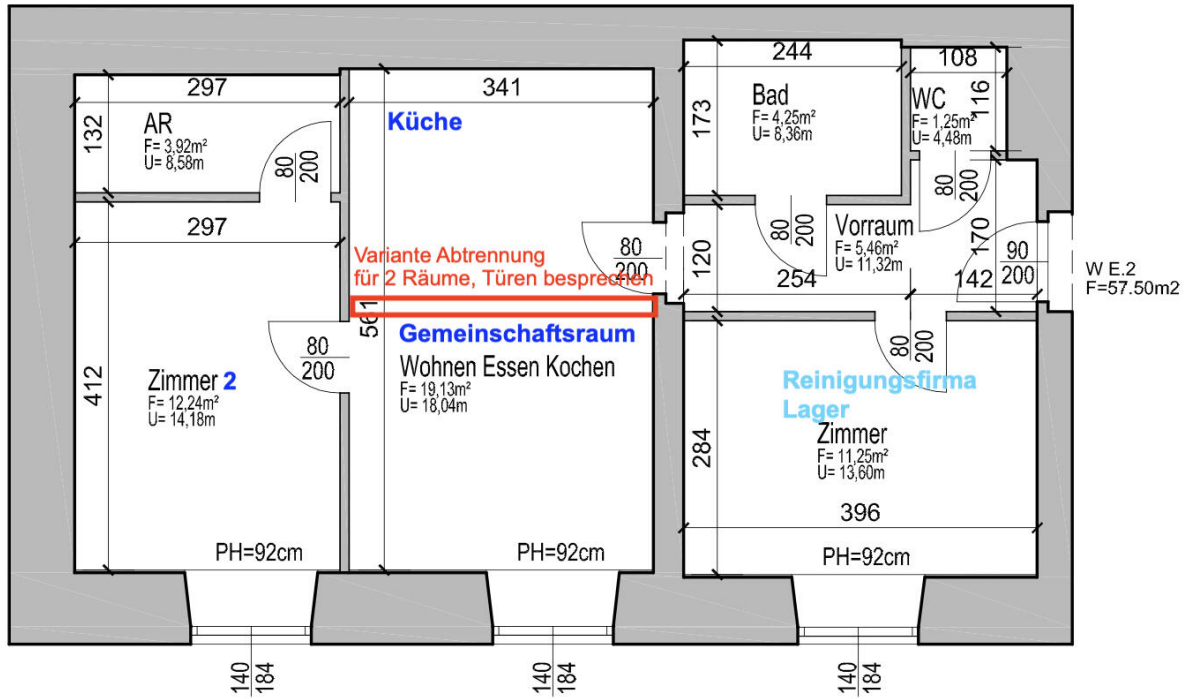 297
132
AR
F= 3,92m²
U= 8,58m
80
200
341
Küche
244
173
Bad
F= 4,25m²
U= 8,36m
108
116
WC
F= 1,25m²
U= 4,48m
80
200
297
Variante Abtrennung
für 2 Räume, Türen besprechen
80
200
120
80
200
Vorraum
F= 5,46m²
U= 11,32m
170
254
142
90
200
W E.2
F=57.50m2
412
Zimmer 2
F= 12,24m²
U= 14,18m
80
200
561
Gemeinschaftsraum
Wohnen Essen Kochen
F= 19,13m²
U= 18,04m
80
200
Reinigungsfirma
Lager
Zimmer
F= 11,25m²
U= 13,60m
284
396
PH=92cm
PH=92cm
PH=92cm
140
184
140
184
140
184